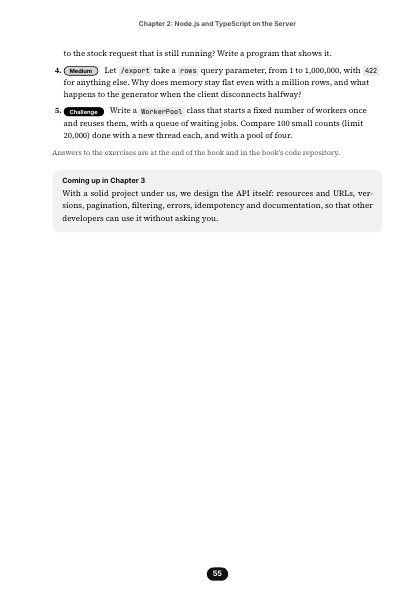 Chapter 2: Node.js and TypeScript on the Server
to the stock request that is still running? Write a program that shows it.
4. Medium Let /export take a rows query parameter, from 1 to 1,000,000, with 422
for anything else. Why does memory stay flat even with a million rows, and what
happens to the generator when the client disconnects halfway?
5. Challenge Write a WorkerPool class that starts a fixed number of workers once
and reuses them, with a queue of waiting jobs. Compare 100 small counts (limit
20,000) done with a new thread each, and with a pool of four.
Answers to the exercises are at the end of the book and in the book's code repository.
Coming up in Chapter 3
With a solid project under us, we design the API itself: resources and URLs, ver-
sions, pagination, filtering, errors, idempotency and documentation, so that other
developers can use it without asking you.
55